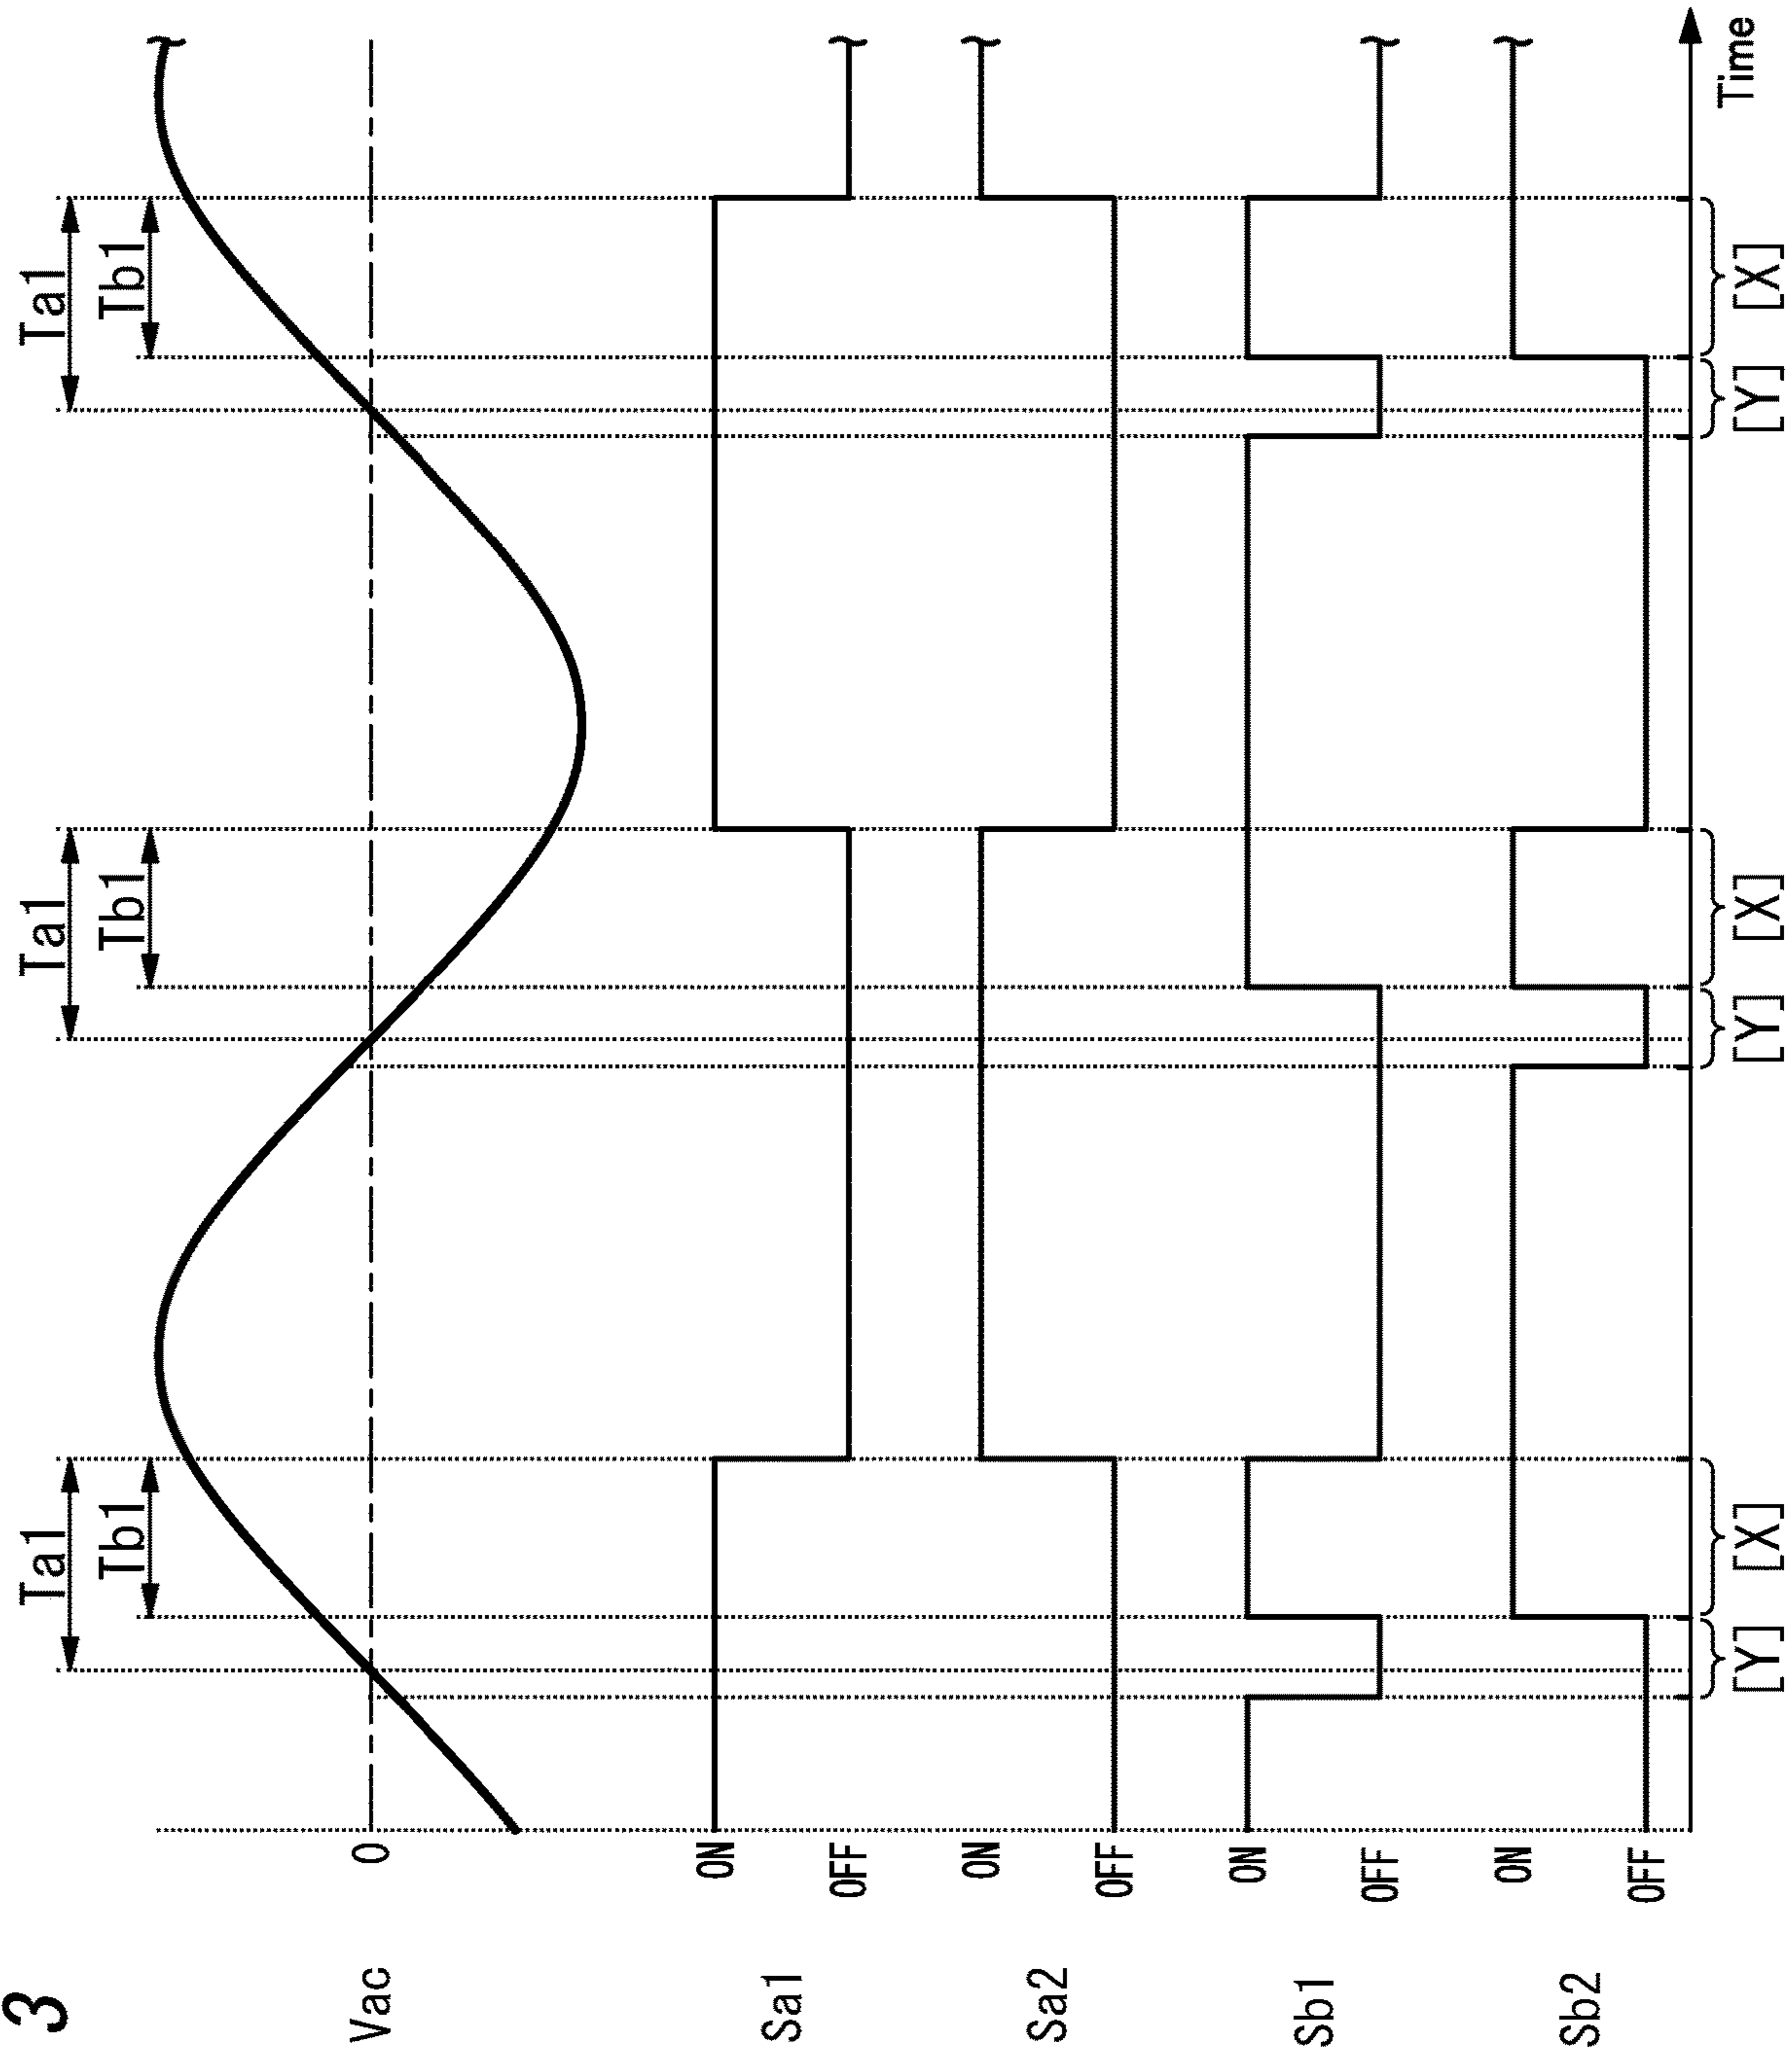 3
Ta1 Ta1 Ta1
Tb1 Tb1 Tb1
Vac 0
Sa1 ON
OFF
Sa2 ON
OFF
Sb1 ON
OFF
Sb2 ON
OFF
Time
[Y] [X] [Y] [X] [Y] [X]